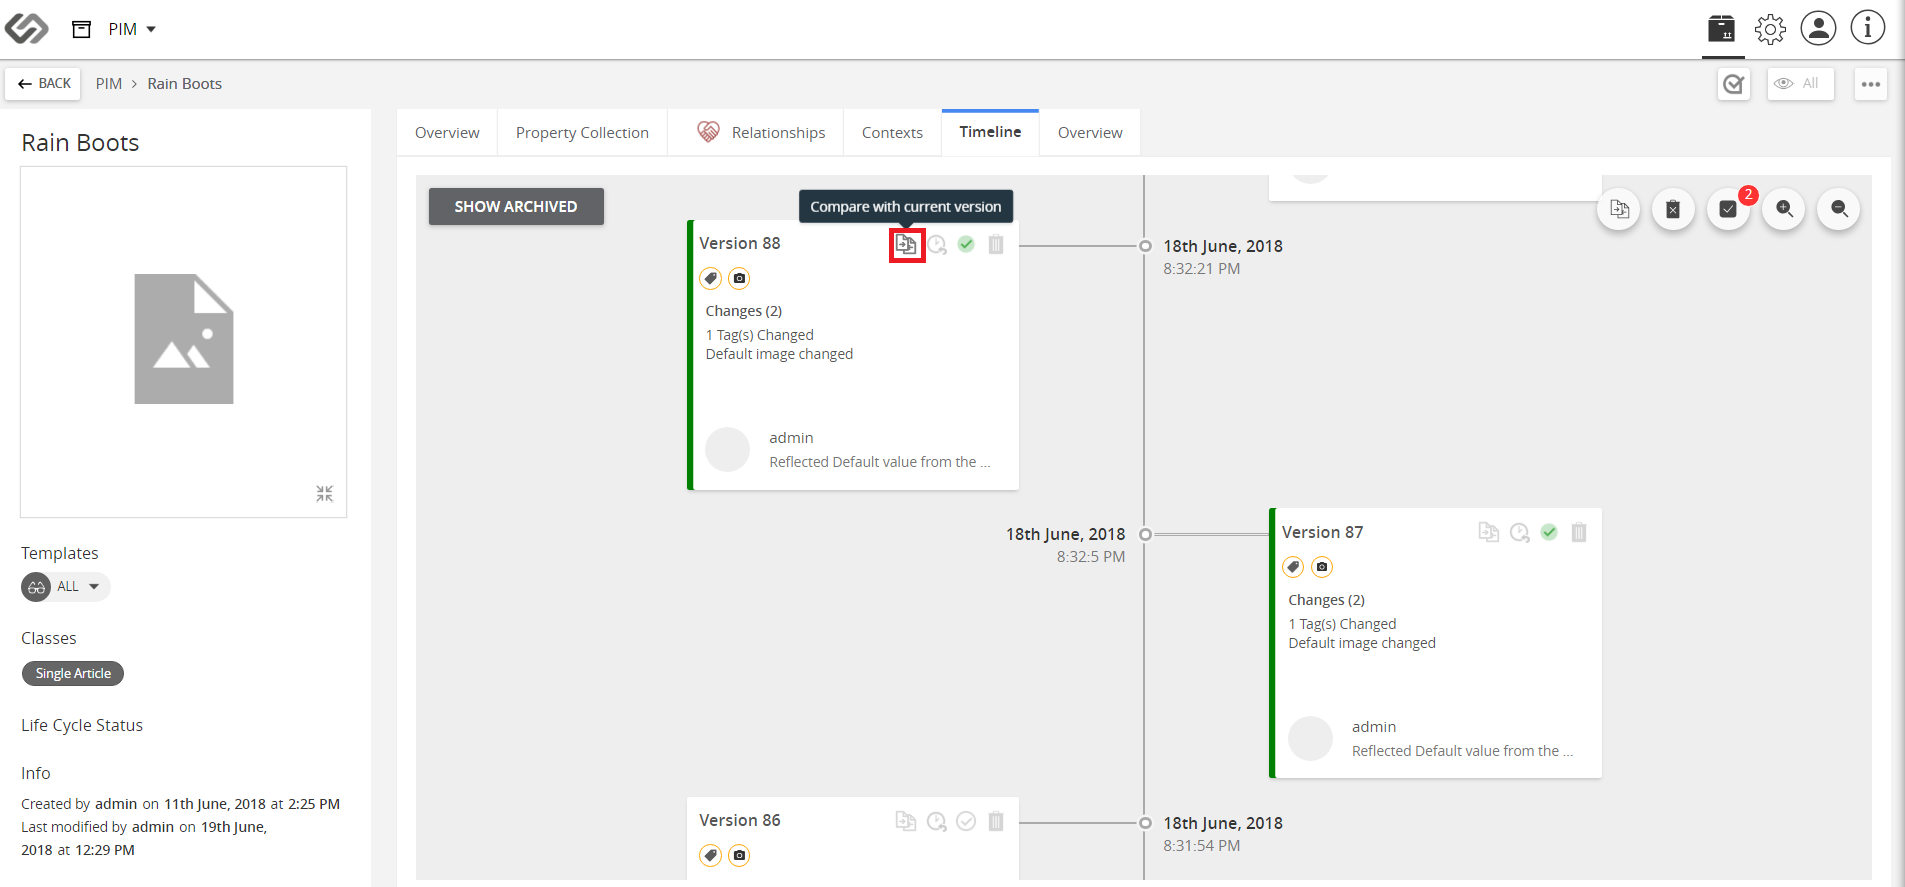 PIM
BACK
PIM > Rain Boots
All
Rain Boots
Templates
ALL
Classes
Single Article
Life Cycle Status
Info
Created by admin on 11th June, 2018 at 2:25 PM
Last modified by admin on 19th June,
2018 at 12:29 PM
Overview
Property Collection
Relationships
Contexts
Timeline
Overview
SHOW ARCHIVED
Compare with current version
2
Version 88
Changes (2)
1 Tag(s) Changed
Default image changed
admin
Reflected Default value from the ...
18th June, 2018
8:32:21 PM
18th June, 2018
8:32:5 PM
Version 87
Changes (2)
1 Tag(s) Changed
Default image changed
admin
Reflected Default value from the ...
Version 86
18th June, 2018
8:31:54 PM